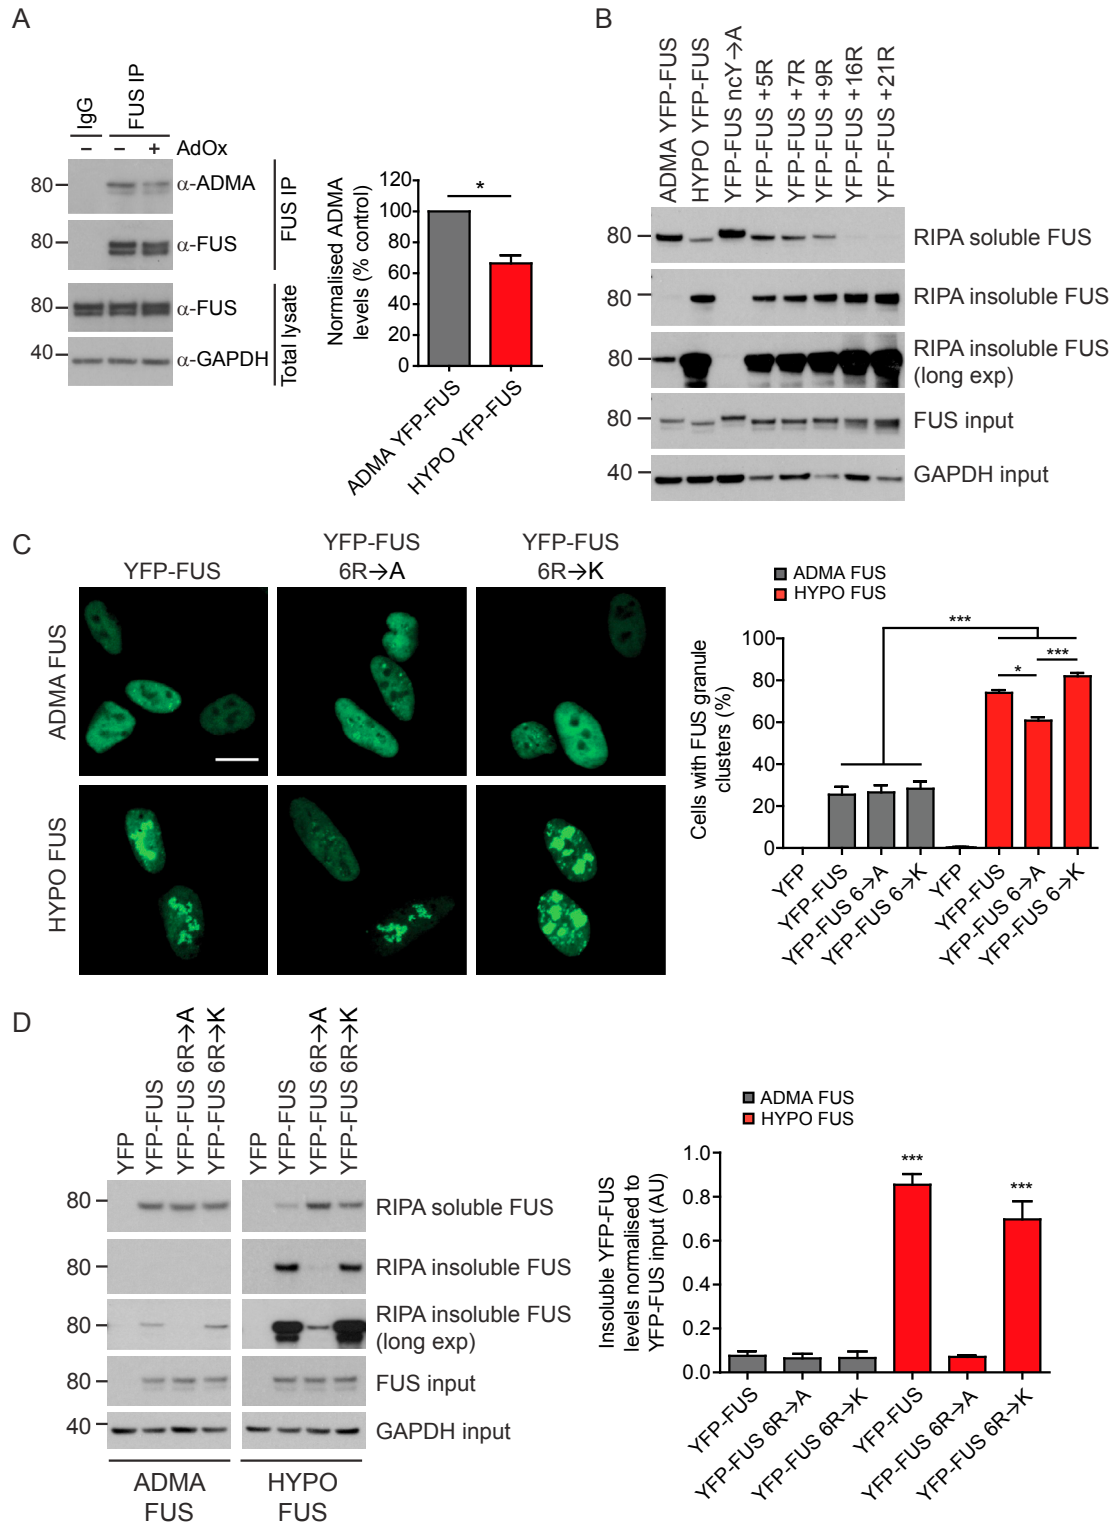 A
IgG
FUS IP
– – + AdOx
80
α-ADMA
80
α-FUS
FUS IP
80
α-FUS
40
α-GAPDH
Total lysate
Normalised ADMA
levels (% control)
120
100
80
60
40
20
0
*
ADMA YFP-FUS
HYPO YFP-FUS
B
ADMA YFP-FUS
HYPO YFP-FUS
YFP-FUS ncY→A
YFP-FUS +5R
YFP-FUS +7R
YFP-FUS +9R
YFP-FUS +16R
YFP-FUS +21R
80
RIPA soluble FUS
80
RIPA insoluble FUS
80
RIPA insoluble FUS
(long exp)
80
FUS input
40
GAPDH input
C
YFP-FUS
YFP-FUS
6R→A
YFP-FUS
6R→K
ADMA FUS
HYPO FUS
ADMA FUS
HYPO FUS
Cells with FUS granule
clusters (%)
100
80
60
40
20
0
***
*
***
YFP
YFP-FUS
YFP-FUS 6→A
YFP-FUS 6→K
YFP
YFP-FUS
YFP-FUS 6→A
YFP-FUS 6→K
D
YFP
YFP-FUS
YFP-FUS 6R→A
YFP-FUS 6R→K
YFP
YFP-FUS
YFP-FUS 6R→A
YFP-FUS 6R→K
80
RIPA soluble FUS
80
RIPA insoluble FUS
80
RIPA insoluble FUS
(long exp)
80
FUS input
40
GAPDH input
ADMA
FUS
HYPO
FUS
ADMA FUS
HYPO FUS
Insoluble YFP-FUS
levels normalised to
YFP-FUS input (AU)
1.0
0.8
0.6
0.4
0.2
0.0
***
***
YFP-FUS
YFP-FUS 6R→A
YFP-FUS 6R→K
YFP-FUS
YFP-FUS 6R→A
YFP-FUS 6R→K